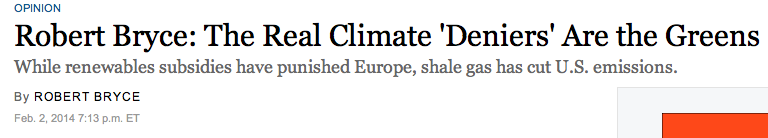 OPINION
Robert Bryce: The Real Climate 'Deniers' Are the Greens
While renewables subsidies have punished Europe, shale gas has cut U.S. emissions.
By ROBERT BRYCE
Feb. 2, 2014 7:13 p.m. ET